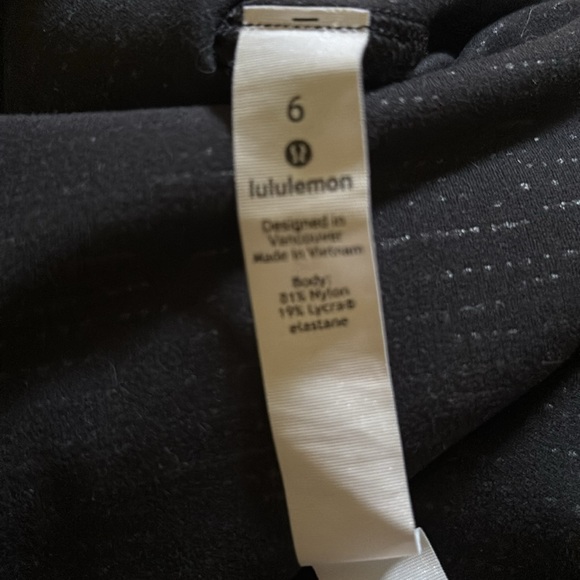 6
lululemon
Designed in
Vancouver
Made in Vietnam
Body:
81% Nylon
19% Lycra®
elastane